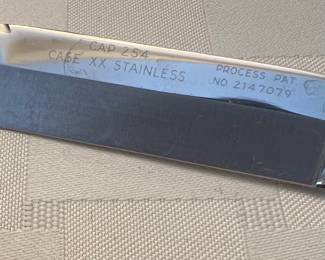 CAP 254
CASE XX STAINLESS
PROCESS PAT
NO 2147079